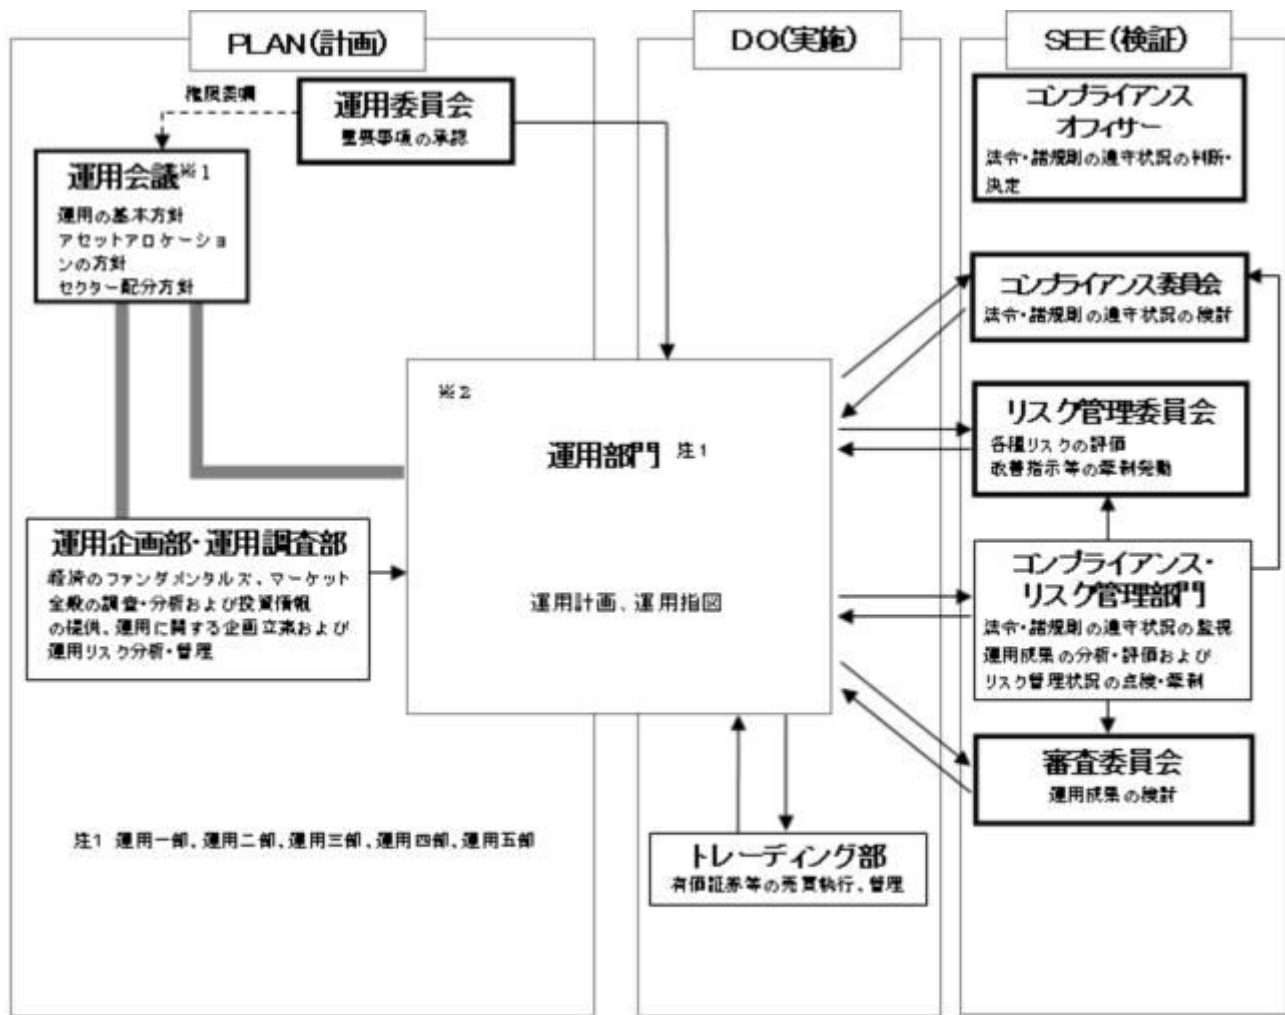 PLAN(計画)
権限委嘱
運用委員会
重要事項の承認
運用会議※1
運用の基本方針
アセットアロケーショ
ンの方針
セクター配分方針
運用企画部・運用調査部
経済のファンダメンタルズ、マーケット
全般の調査・分析および投資情報
の提供、運用に関する企画立案および
運用リスク分析・管理
注1 運用一部、運用二部、運用三部、運用四部、運用五部
DO(実施)
※2
運用部門 注1
運用計画、運用指図
トレーディング部
有価証券等の売買執行、管理
SEE(検証)
コンプライアンス
オフィサー
法令・諸規則の遵守状況の判断・
決定
コンプライアンス委員会
法令・諸規則の遵守状況の検討
リスク管理委員会
各種リスクの評価
改善指示等の牽制発動
コンプライアンス・
リスク管理部門
法令・諸規則の遵守状況の監視
運用成果の分析・評価および
リスク管理状況の点検・牽制
審査委員会
運用成果の検討